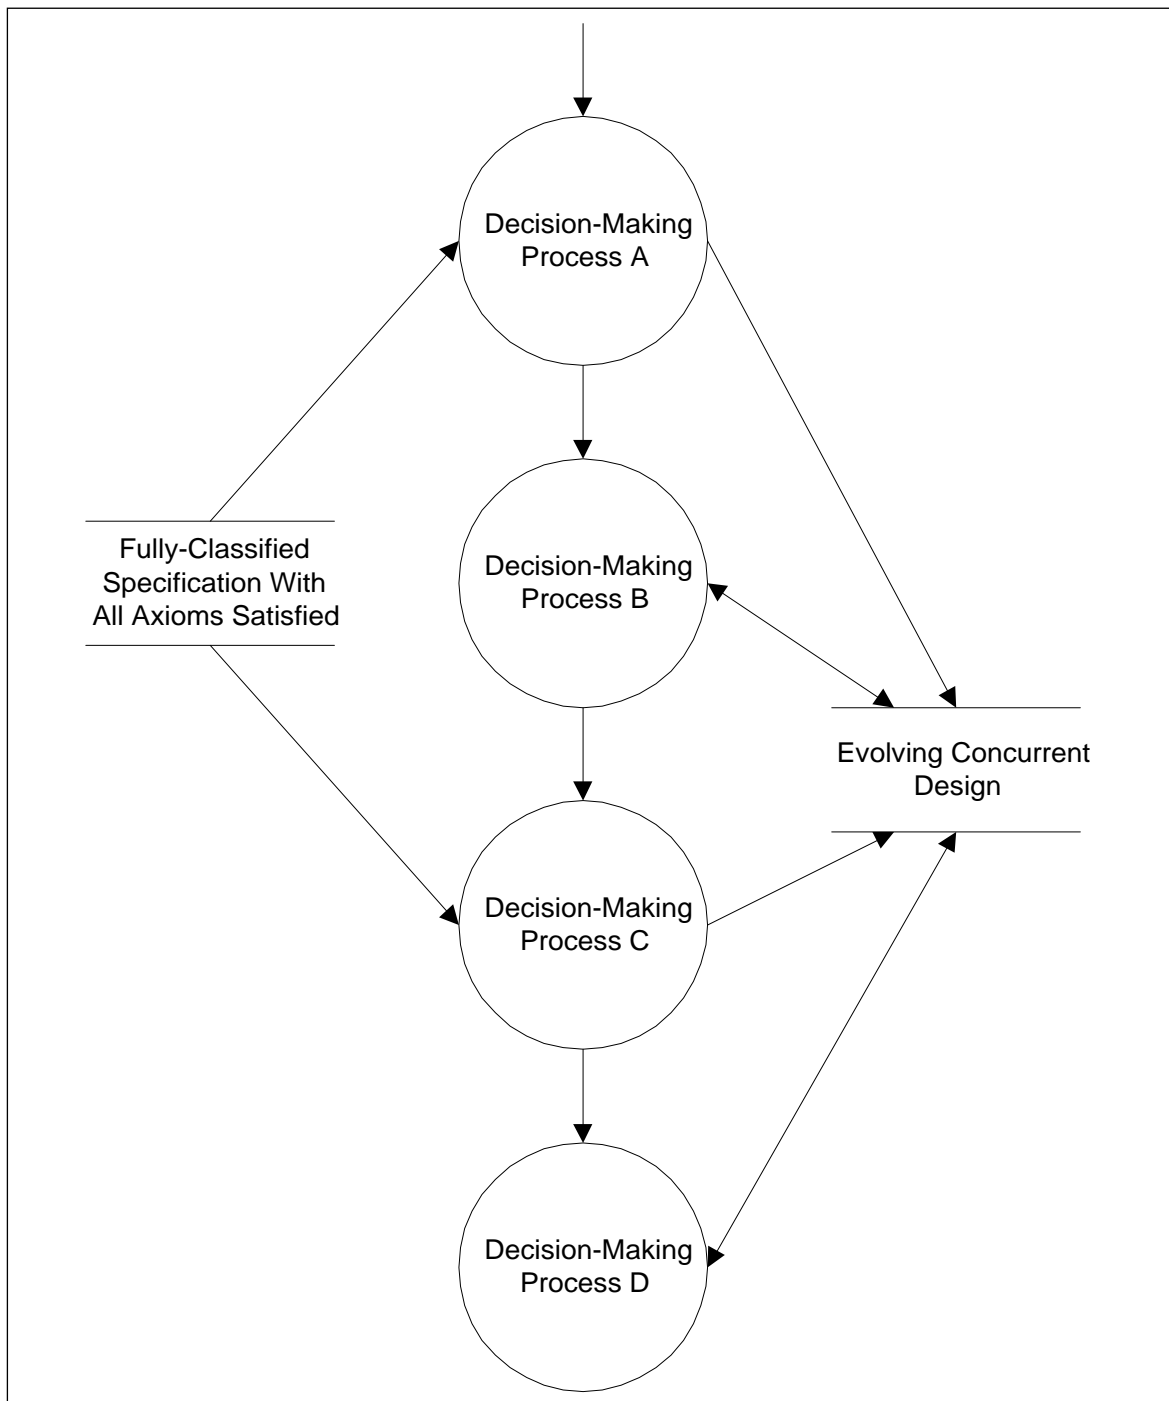 Decision-Making
Process A
Fully-Classified
Specification With
All Axioms Satisfied
Decision-Making
Process B
Evolving Concurrent
Design
Decision-Making
Process C
Decision-Making
Process D